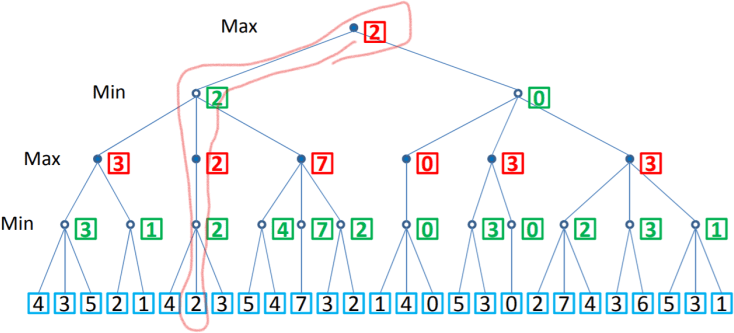 Max 2
Min 2 0
Max 3 2 7 0 3 3
Min 3 1 2 4 7 2 0 3 0 2 3 1
4 3 5 2 1 4 2 3 5 4 7 3 2 1 4 0 5 3 0 2 7 4 3 6 5 3 1